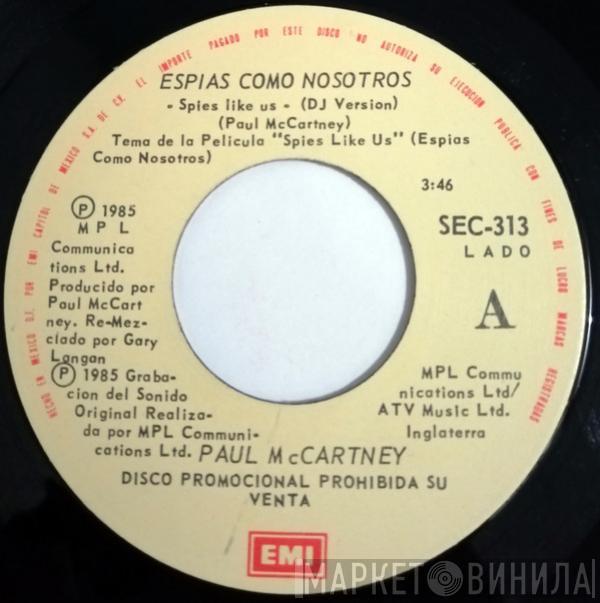 HECHO EN MEXICO D.F. POR EMI CAPITOL DE MEXICO S.A. DE C.V. EL IMPORTE PAGADO POR ESTE DISCO NO AUTORIZA SU EJECUCION PUBLICA CON FINES DE LUCRO MARCAS REGISTRADAS
ESPIAS COMO NOSOTROS
- Spies like us - (DJ Version)
(Paul McCartney)
Tema de la Pelicula "Spies Like Us" (Espias
Como Nosotros)
3:46
SEC-313
LADO
A
Ⓟ 1985
M P L
Communica
tions Ltd.
Producido por
Paul McCart
ney. Re-Mez-
clado por Gary
Langan
Ⓟ 1985 Graba-
cion del Sonido
Original Realiza-
da por MPL Communi-
cations Ltd.
MPL Commu
nications Ltd/
ATV Music Ltd.
Inglaterra
PAUL McCARTNEY
DISCO PROMOCIONAL PROHIBIDA SU
VENTA
EMI
МАРКЕТ ВИНИЛА